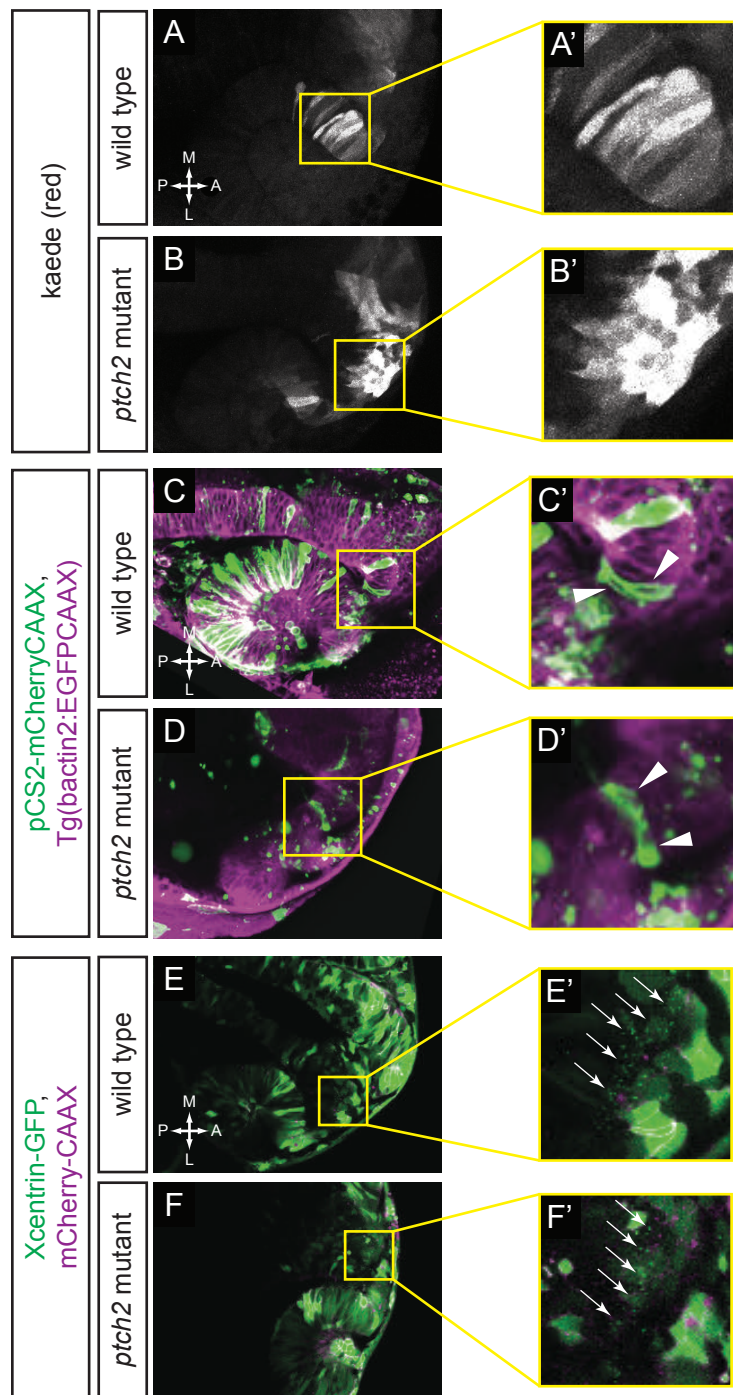 kaede (red)
wild type
A
M
P A
L
A'
ptch2 mutant
B
B'
pCS2-mCherryCAAX,
Tg(bactin2:EGFPCAAX)
wild type
C
M
P A
L
C'
ptch2 mutant
D
D'
Xcentrin-GFP,
mCherry-CAAX
wild type
E
M
P A
L
E'
ptch2 mutant
F
F'